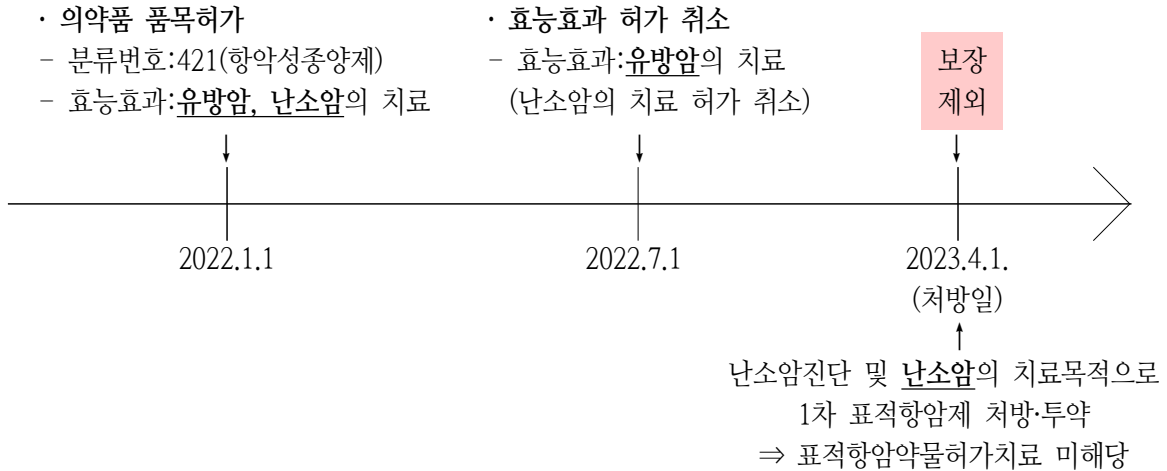 · 의약품 품목허가
- 분류번호:421(항악성종양제)
- 효능효과:유방암, 난소암의 치료
· 효능효과 허가 취소
- 효능효과:유방암의 치료
(난소암의 치료 허가 취소)
보장
제외
2022.1.1
2022.7.1
2023.4.1.
(처방일)
난소암진단 및 난소암의 치료목적으로
1차 표적항암제 처방·투약
⇒ 표적항암약물허가치료 미해당